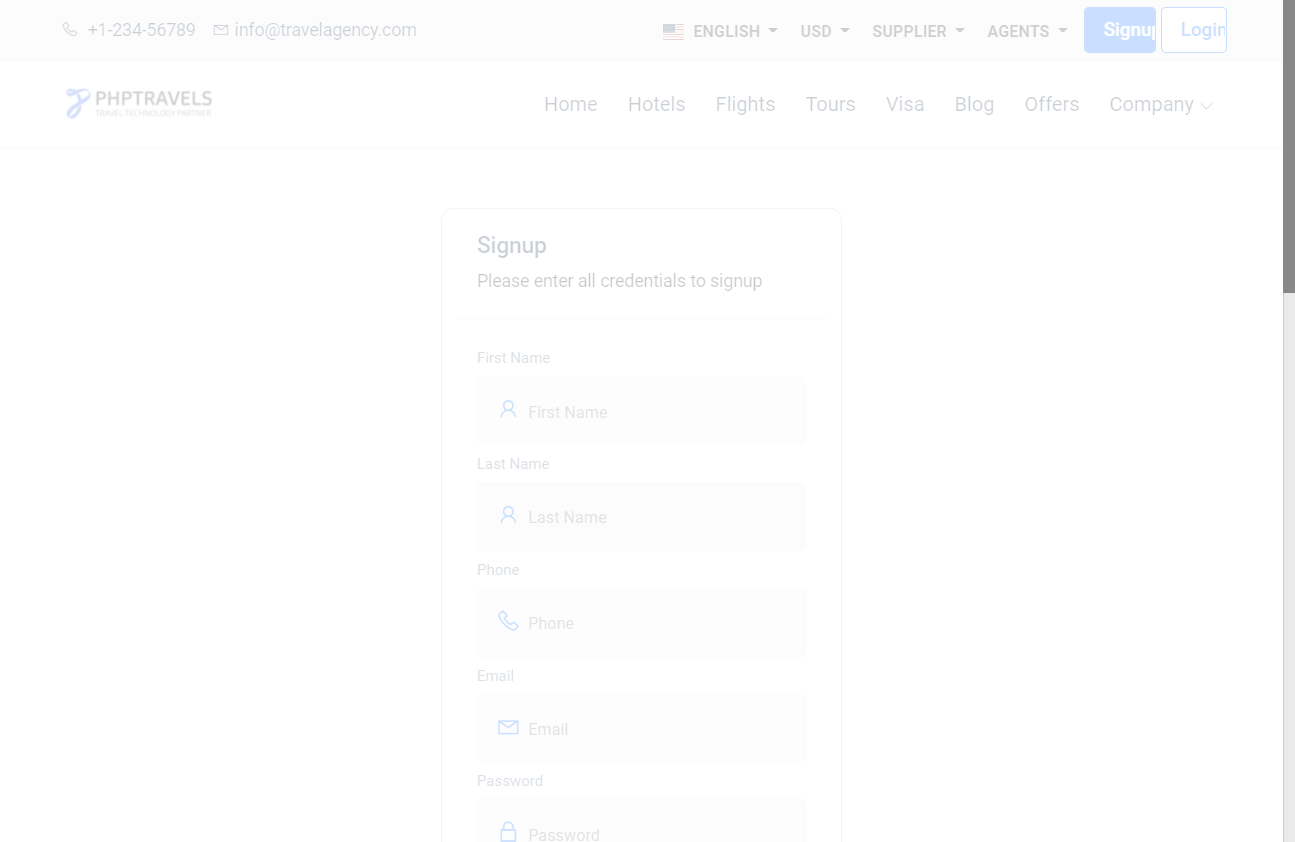 +1-234-56789 info@travelagency.com ENGLISH USD SUPPLIER AGENTS Signup Login
PHPTRAVELS
TRAVEL TECHNOLOGY PARTNER
Home Hotels Flights Tours Visa Blog Offers Company
Signup
Please enter all credentials to signup
First Name
First Name
Last Name
Last Name
Phone
Phone
Email
Email
Password
Password